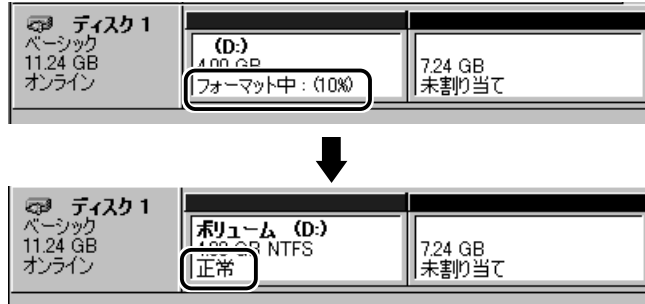 ディスク 1
ベーシック
11.24 GB
オンライン
(D:)
4.00 GB
フォーマット中 : (10%)
7.24 GB
未割り当て
ディスク 1
ベーシック
11.24 GB
オンライン
ボリューム (D:)
4.00 GB NTFS
正常
7.24 GB
未割り当て